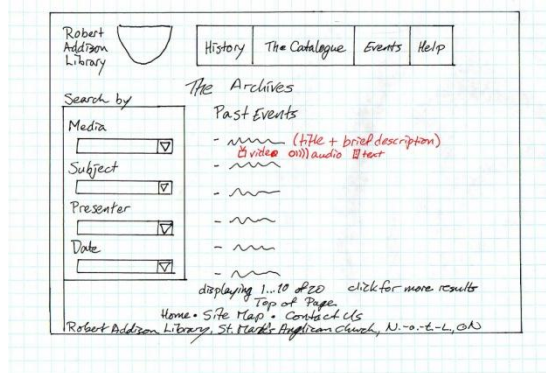 Robert
Addison
Library
History The Catalogue Events Help
The Archives
Search by
Past Events
Media
(title + brief description)
video audio text
Subject
Presenter
Date
displaying 1...10 of 20 click for more results
Top of Page
Home • Site Map • Contact Us
Robert Addison Library, St. Mark's Anglican Church, N.-o.-t.-L, ON